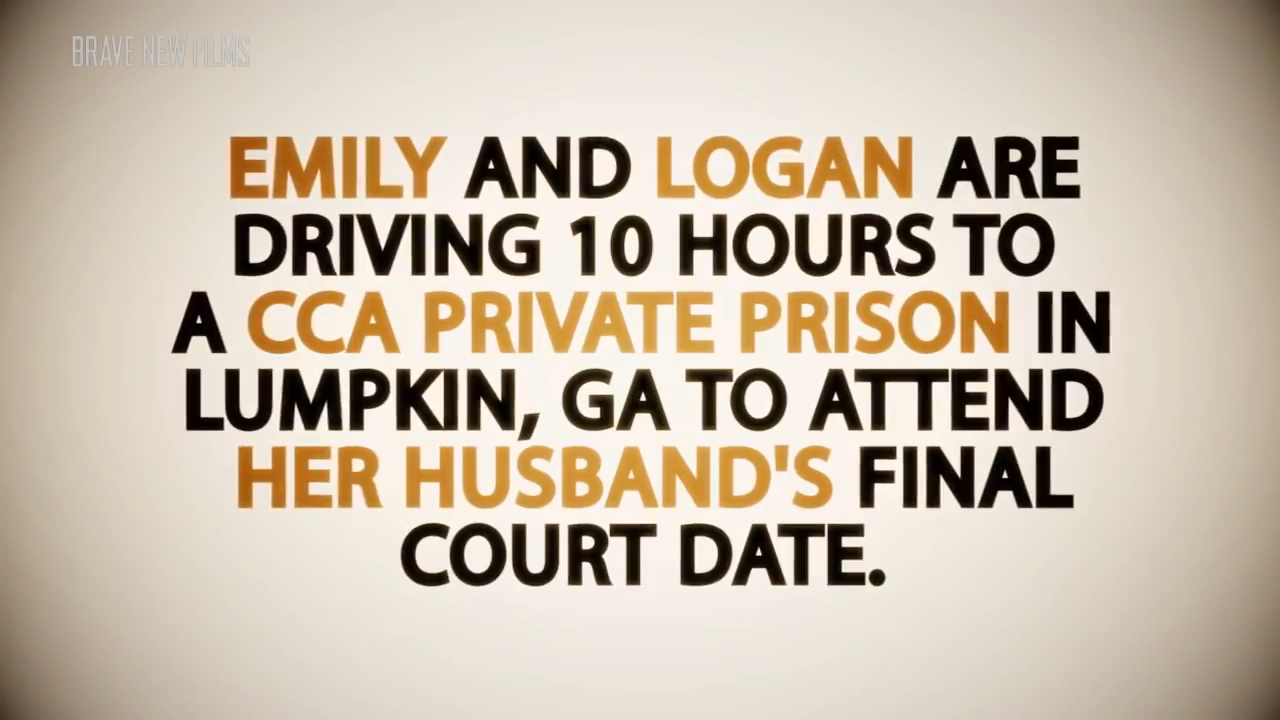 BRAVE NEW FILMS
EMILY AND LOGAN ARE
DRIVING 10 HOURS TO
A CCA PRIVATE PRISON IN
LUMPKIN, GA TO ATTEND
HER HUSBAND'S FINAL
COURT DATE.